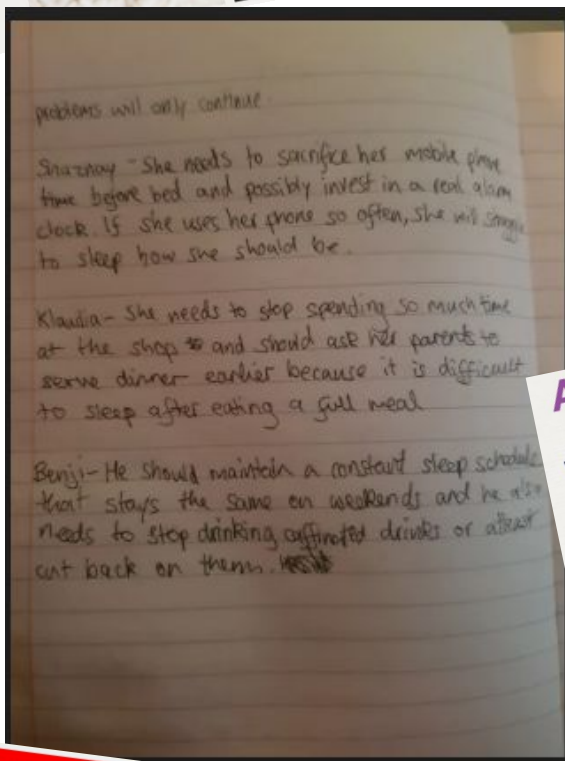 problems will only continue.
Shaznay - She needs to sacrifice her mobile phone
time before bed and possibly invest in a real alarm
clock. If she uses her phone so often, she will struggle
to sleep how she should be.
Klaudia - She needs to stop spending so much time
at the shop and should ask her parents to
serve dinner earlier because it is difficult
to sleep after eating a full meal
Benji - He should maintain a constant sleep schedule
that stays the same on weekends and he also
needs to stop drinking caffinated drinks or atleast
cut back on them.
A